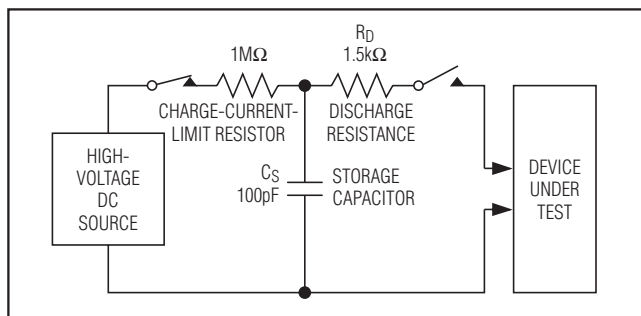 R_D
1MΩ
1.5kΩ
CHARGE-CURRENT-
LIMIT RESISTOR
DISCHARGE
RESISTANCE
HIGH-
VOLTAGE
DC
SOURCE
C_S
100pF
STORAGE
CAPACITOR
DEVICE
UNDER
TEST